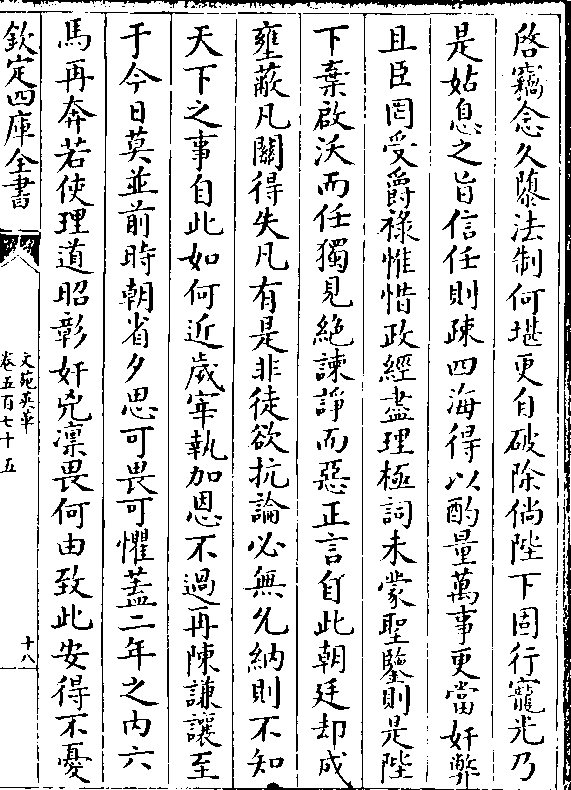 啓竊念久隳法制何堪更自破除倘陛下固行寵光乃
是姑息之旨信任則疎四海得以酌量萬事更當奸弊
且臣罔受爵祿惟惜政經盡理極詞未蒙聖鑒則是陛
下棄啟沃而任獨見絶諫諍而惡正言自此朝廷却成
壅蔽凡關得失凡有是非徒欲抗論必無允納則不知
天下之事自此如何近歲宰執加恩不過再陳謙讓至
于今日莫並前時朝省夕思可畏可懼蓋二年之内六
馬再奔若使理道昭彰奸兇凛畏何由致此安得不憂
欽定四庫全書
文苑英華
卷五百七十五
十八